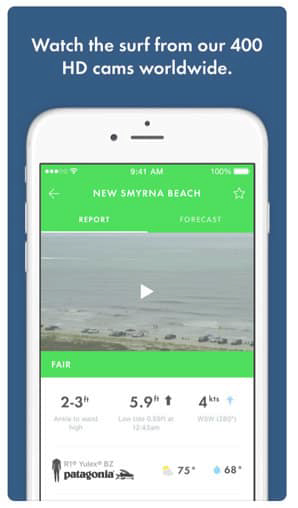 Watch the surf from our 400
HD cams worldwide.
9:41 AM 100%
NEW SMYRNA BEACH
REPORT FORECAST
FAIR
2-3ft 5.9ft 4kts
Ankle to waist high Low tide 0.55ft at 12:43am WSW (280°)
R1® Yulex® BZ
patagonia 75° 68°